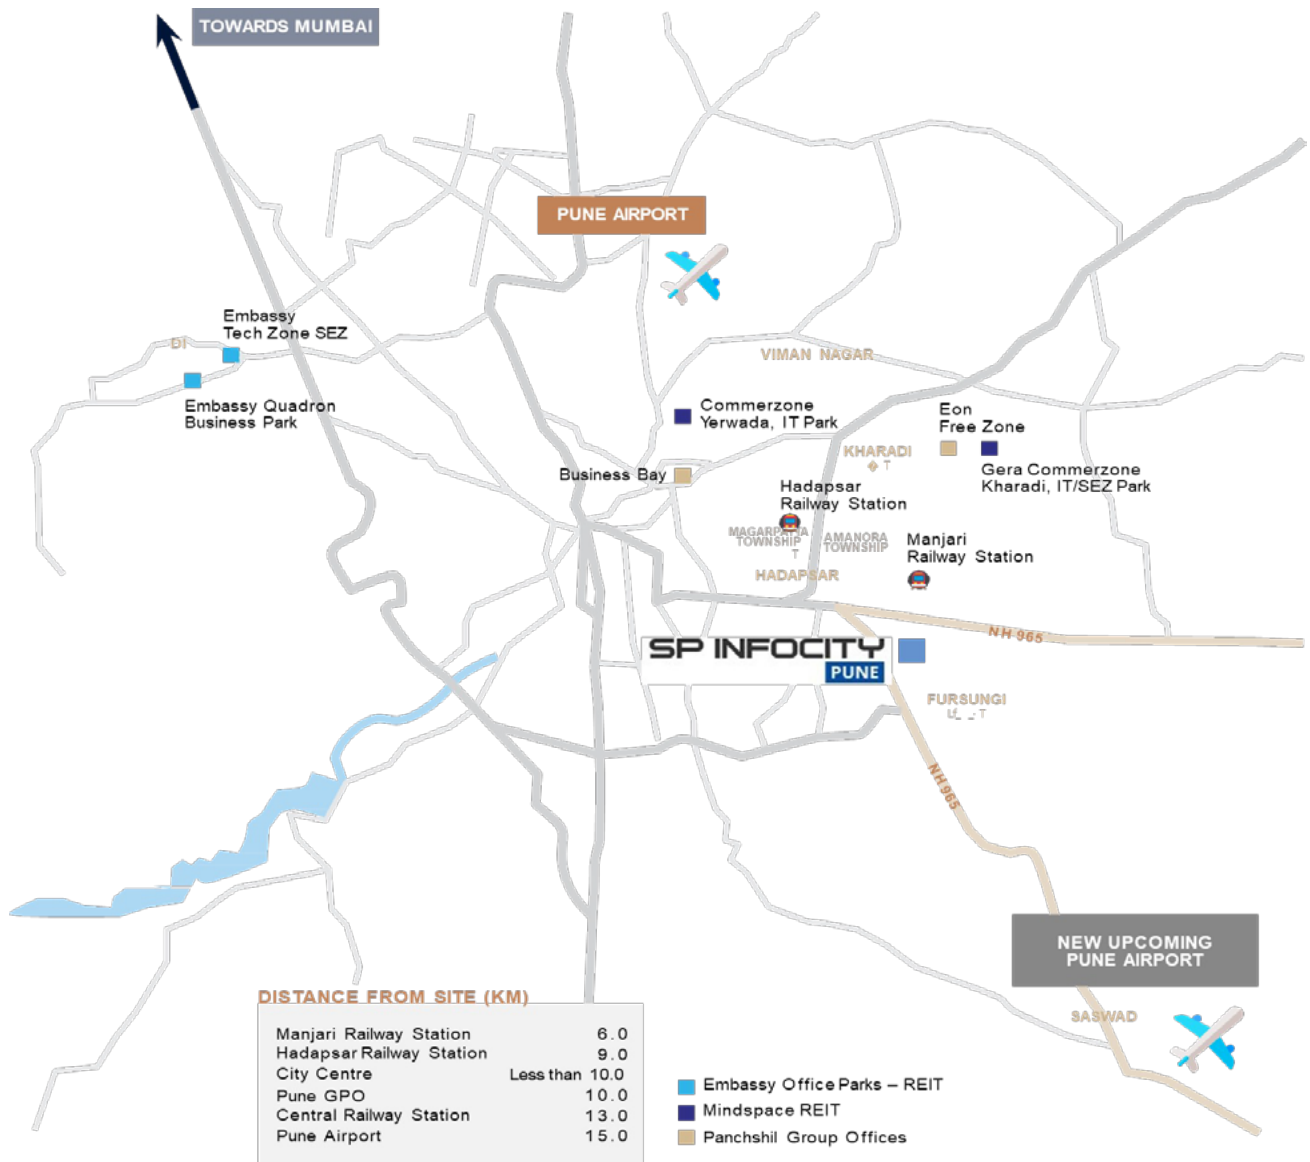 TOWARDS MUMBAI
PUNE AIRPORT
Embassy
Tech Zone SEZ
DI
VIMAN NAGAR
Embassy Quadron
Business Park
Commerzone
Yerwada, IT Park
Eon
Free Zone
KHARADI
T
Business Bay
Gera Commerzone
Kharadi, IT/SEZ Park
Hadapsar
Railway Station
MAGARPATTA
TOWNSHIP
T
AMANORA
TOWNSHIP
Manjari
Railway Station
HADAPSAR
NH 965
SP INFOCITY
PUNE
FURSUNGI
T
NH 965
NEW UPCOMING
PUNE AIRPORT
SASWAD
DISTANCE FROM SITE (KM)
Manjari Railway Station 6.0
Hadapsar Railway Station 9.0
City Centre Less than 10.0
Pune GPO 10.0
Central Railway Station 13.0
Pune Airport 15.0
Embassy Office Parks – REIT
Mindspace REIT
Panchshil Group Offices